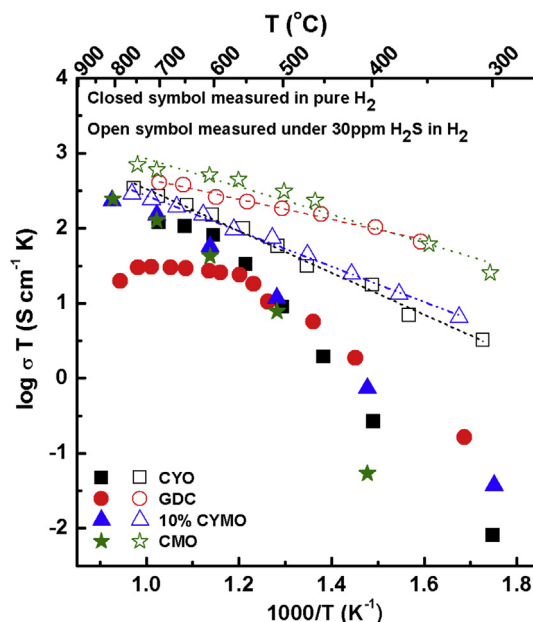 T (°C)
900 800 700 600 500 400 300
4
Closed symbol measured in pure H₂
Open symbol measured under 30ppm H₂S in H₂
3
2
1
0
-1
-2
log σ T (S cm⁻¹ K)
CYO
GDC
10% CYMO
CMO
1.0 1.2 1.4 1.6 1.8
1000/T (K⁻¹)